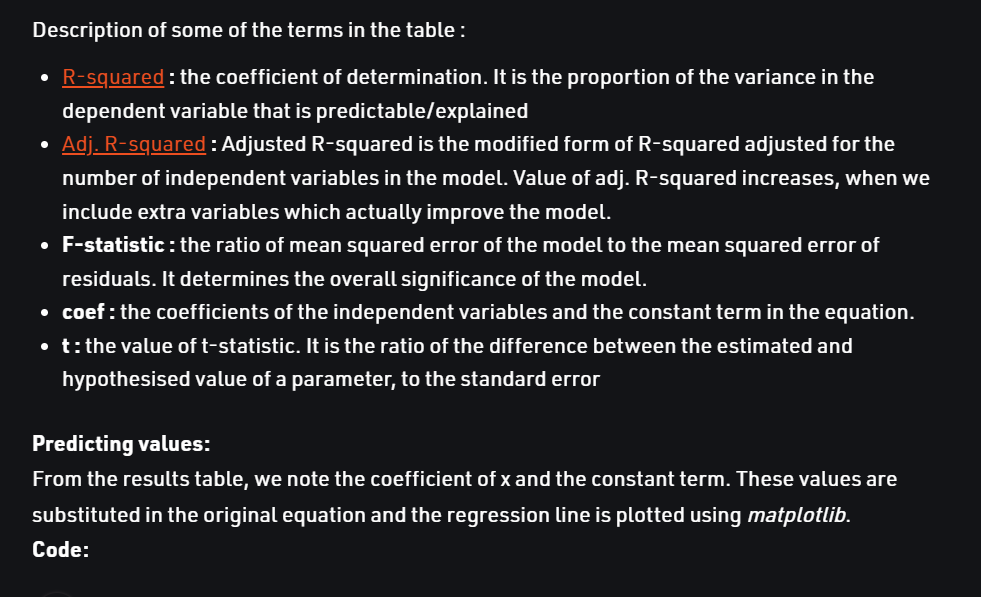 Description of some of the terms in the table :
• R-squared : the coefficient of determination. It is the proportion of the variance in the
dependent variable that is predictable/explained
• Adj. R-squared : Adjusted R-squared is the modified form of R-squared adjusted for the
number of independent variables in the model. Value of adj. R-squared increases, when we
include extra variables which actually improve the model.
• F-statistic : the ratio of mean squared error of the model to the mean squared error of
residuals. It determines the overall significance of the model.
• coef : the coefficients of the independent variables and the constant term in the equation.
• t : the value of t-statistic. It is the ratio of the difference between the estimated and
hypothesised value of a parameter, to the standard error
Predicting values:
From the results table, we note the coefficient of x and the constant term. These values are
substituted in the original equation and the regression line is plotted using matplotlib.
Code: